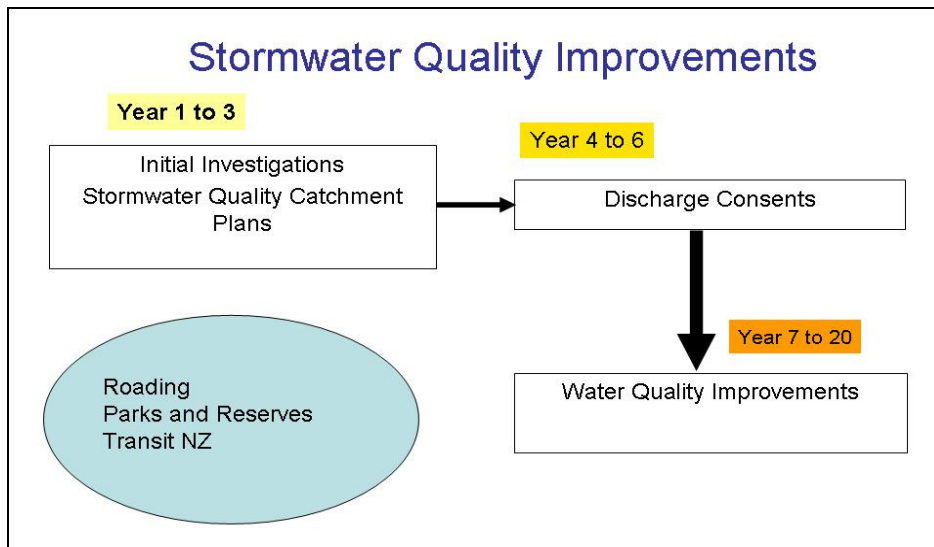 Stormwater Quality Improvements
Year 1 to 3
Initial Investigations
Stormwater Quality Catchment
Plans
Year 4 to 6
Discharge Consents
Year 7 to 20
Water Quality Improvements
Roading
Parks and Reserves
Transit NZ